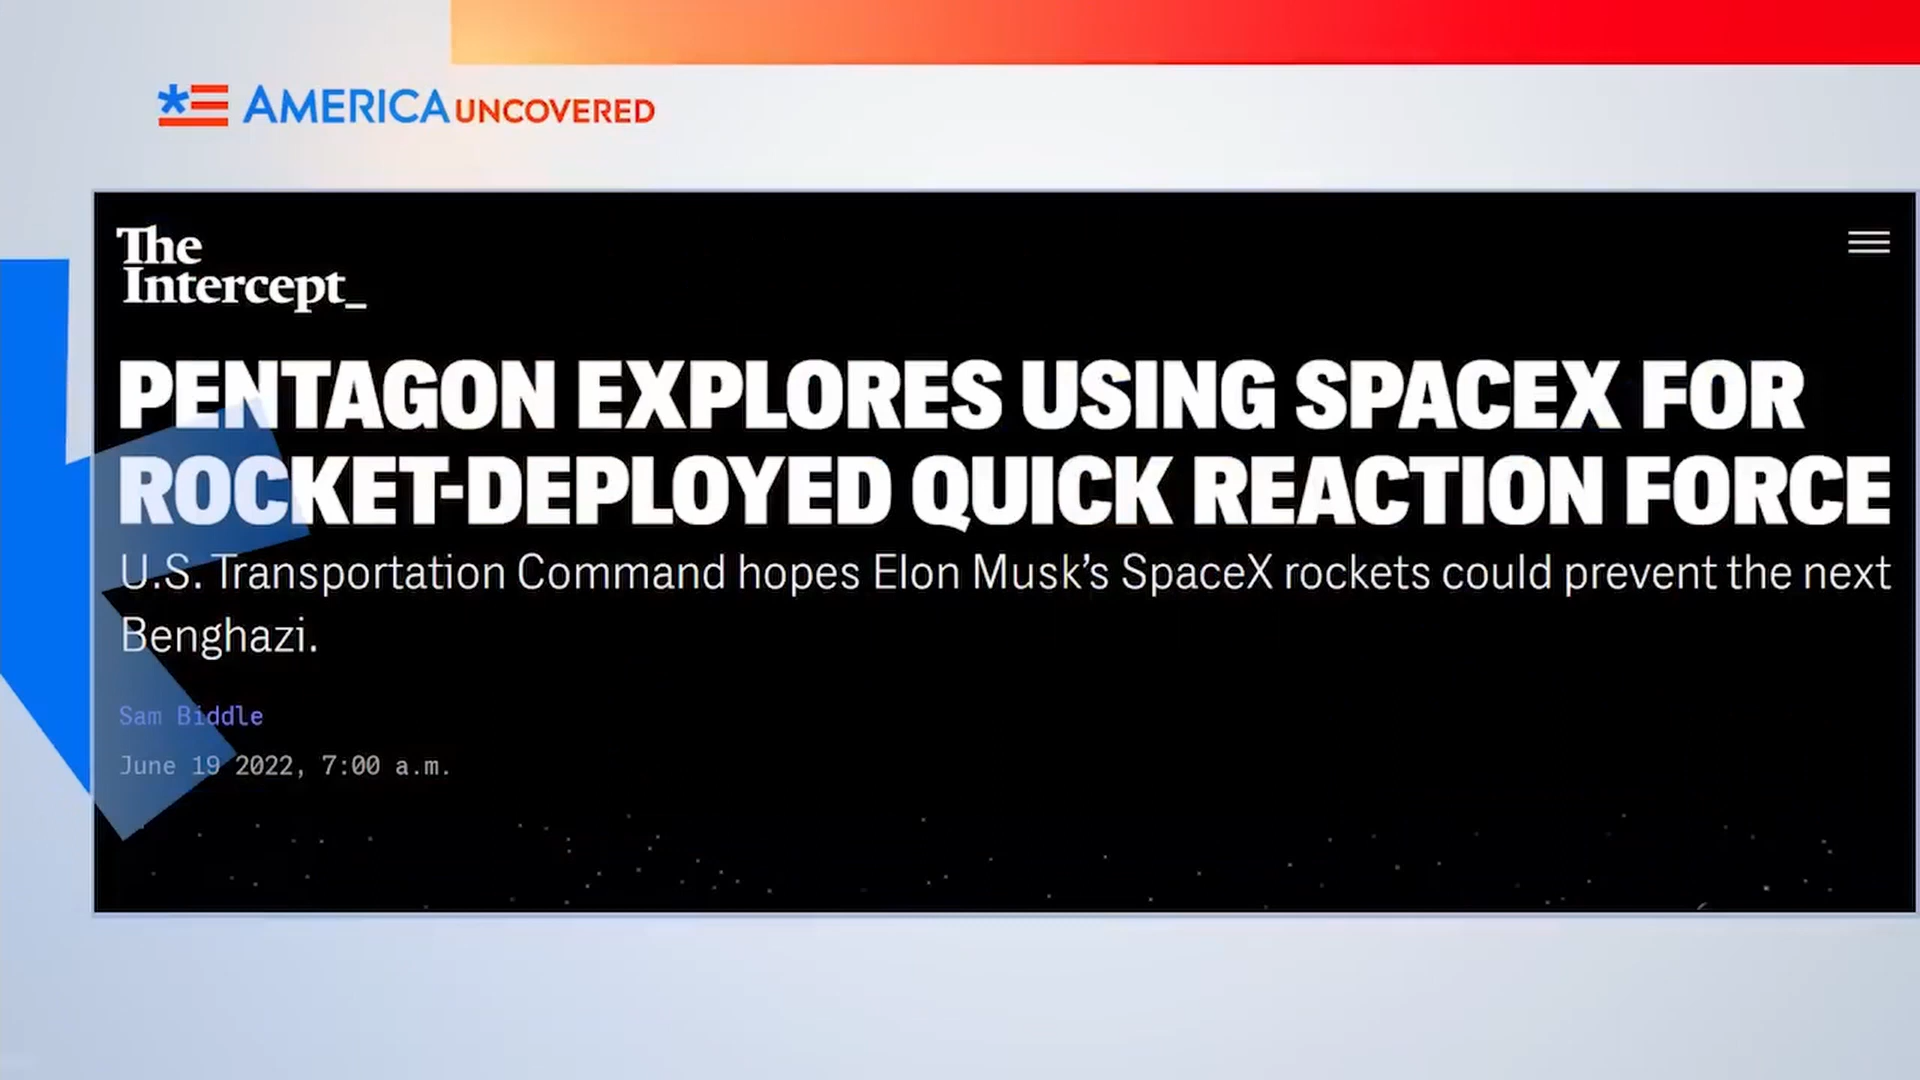 AMERICA UNCOVERED
The
Intercept_
PENTAGON EXPLORES USING SPACEX FOR
ROCKET-DEPLOYED QUICK REACTION FORCE
U.S. Transportation Command hopes Elon Musk’s SpaceX rockets could prevent the next
Benghazi.
Sam Biddle
June 19 2022, 7:00 a.m.